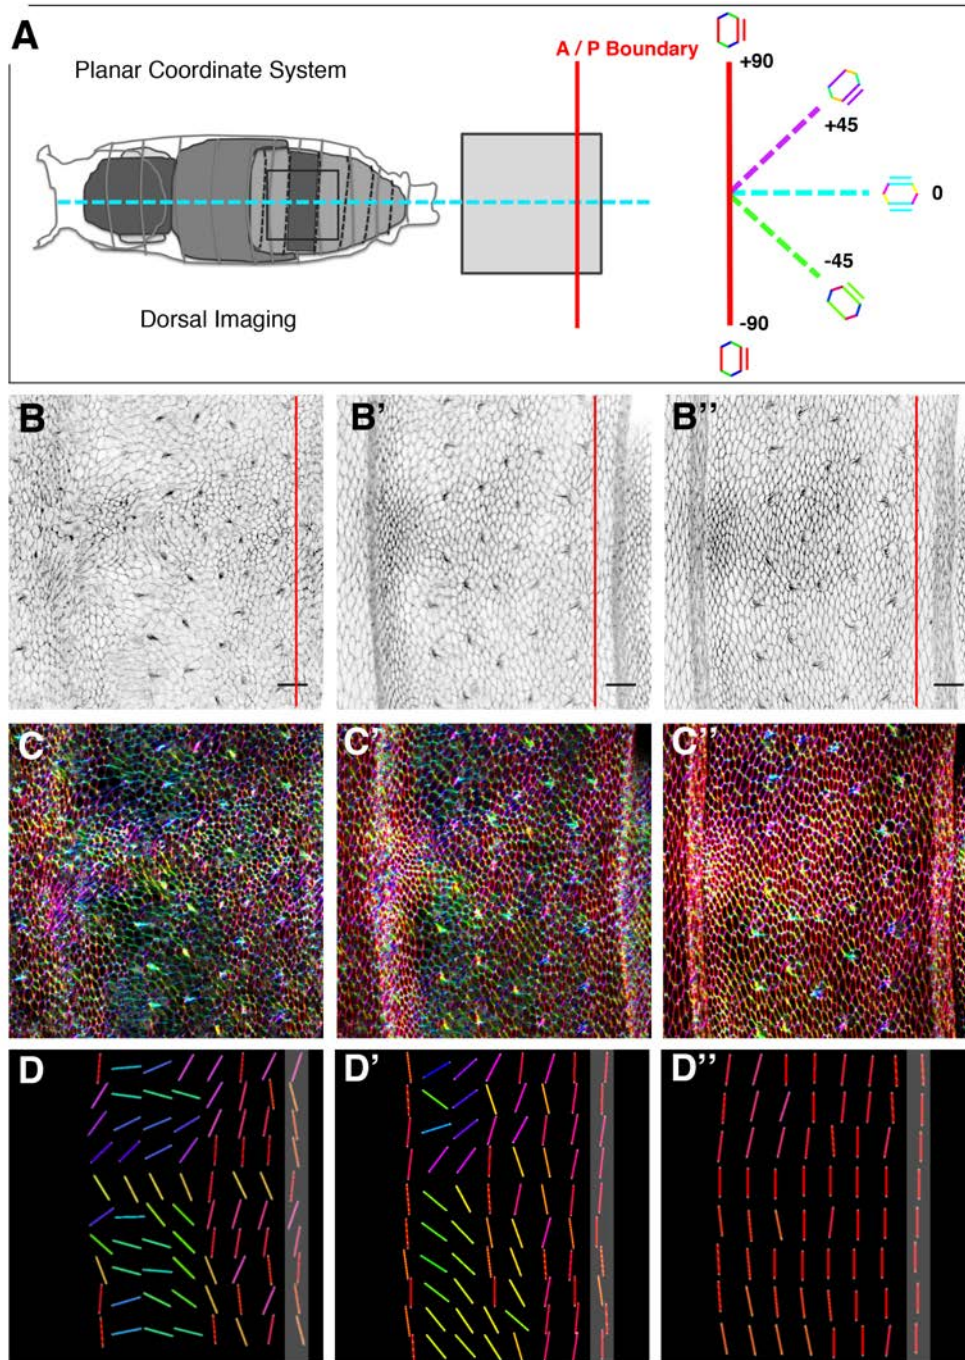 A
Planar Coordinate System
Dorsal Imaging
A / P Boundary
+90
+45
0
-45
-90
B
B'
B''
C
C'
C''
D
D'
D''